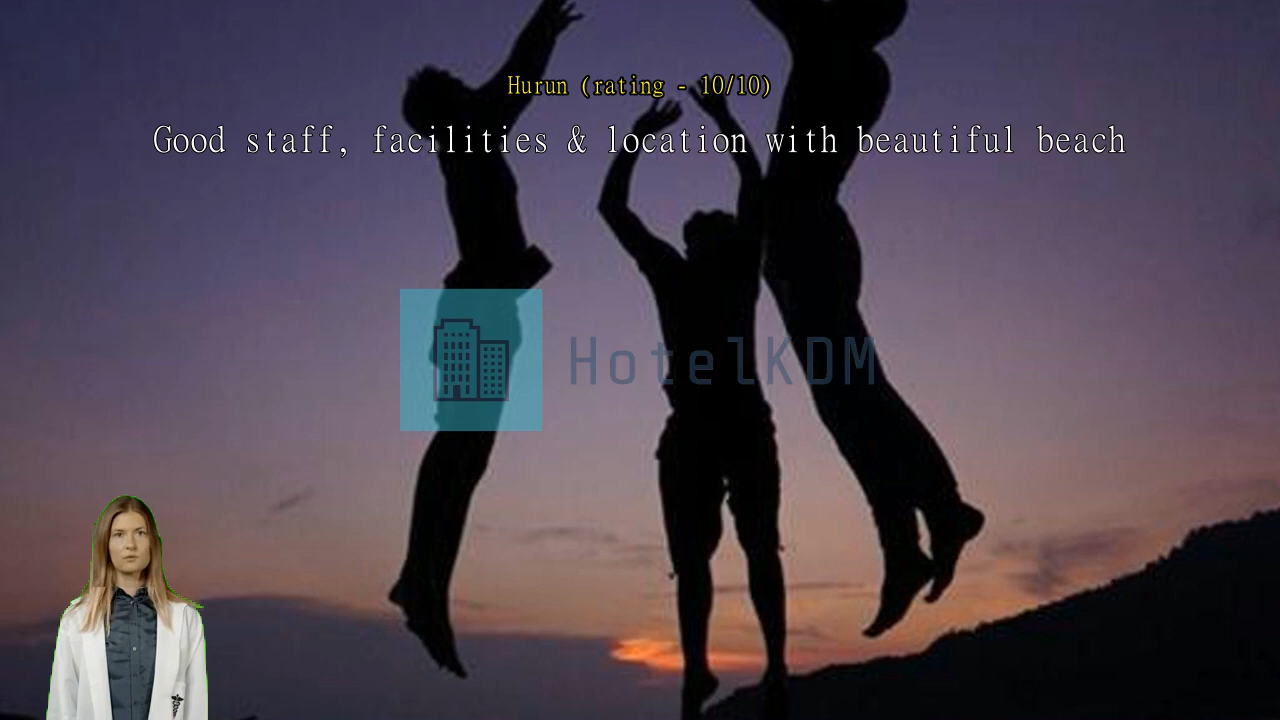 Hurun (rating - 10/10)
Good staff, facilities & location with beautiful beach
HotelKDM